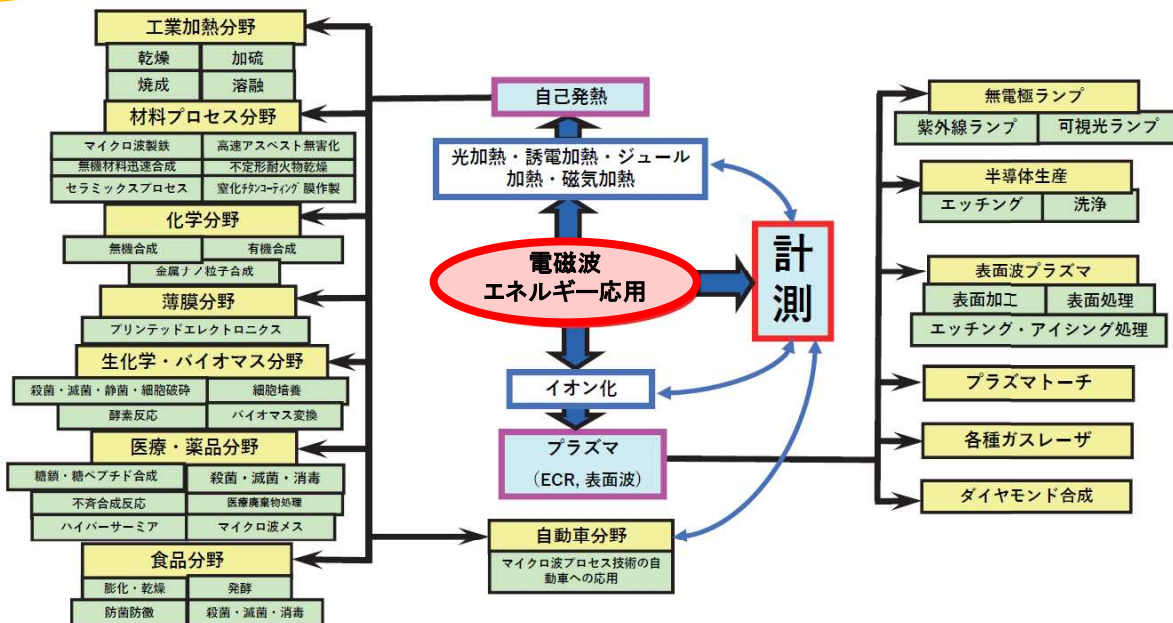 工業加熱分野
乾燥
加硫
焼成
溶融
材料プロセス分野
マイクロ波製鉄
高速アスベスト無害化
無機材料迅速合成
不定形耐火物乾燥
セラミックスプロセス
窒化チタンコーティング膜作製
化学分野
無機合成
有機合成
金属ナノ粒子合成
薄膜分野
プリンテッドエレクトロニクス
生化学・バイオマス分野
殺菌・滅菌・静菌・細胞破砕
細胞培養
酵素反応
バイオマス変換
医療・薬品分野
糖鎖・糖ペプチド合成
殺菌・滅菌・消毒
不斉合成反応
医療廃棄物処理
ハイパーサーミア
マイクロ波メス
食品分野
膨化・乾燥
発酵
防菌防黴
殺菌・滅菌・消毒
自己発熱
光加熱・誘電加熱・ジュール
加熱・磁気加熱
電磁波
エネルギー応用
計
測
イオン化
プラズマ
(ECR, 表面波)
自動車分野
マイクロ波プロセス技術の自
動車への応用
無電極ランプ
紫外線ランプ
可視光ランプ
半導体生産
エッチング
洗浄
表面波プラズマ
表面加工
表面処理
エッチング・アイシング処理
プラズマトーチ
各種ガスレーザ
ダイヤモンド合成